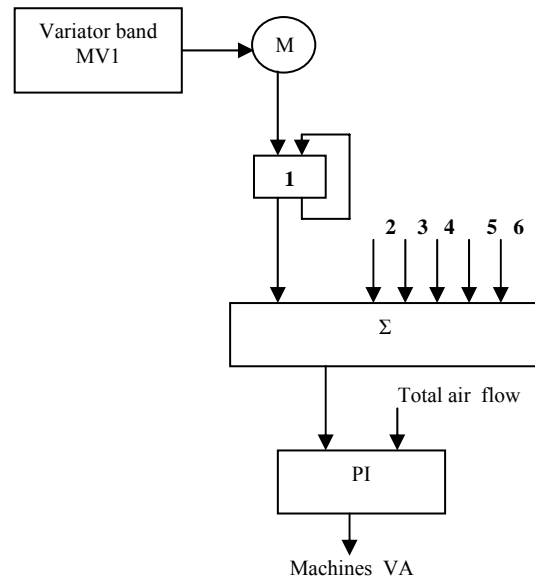 Variator band
MV1
M
1
2 3 4 5 6
Σ
Total air flow
PI
Machines VA